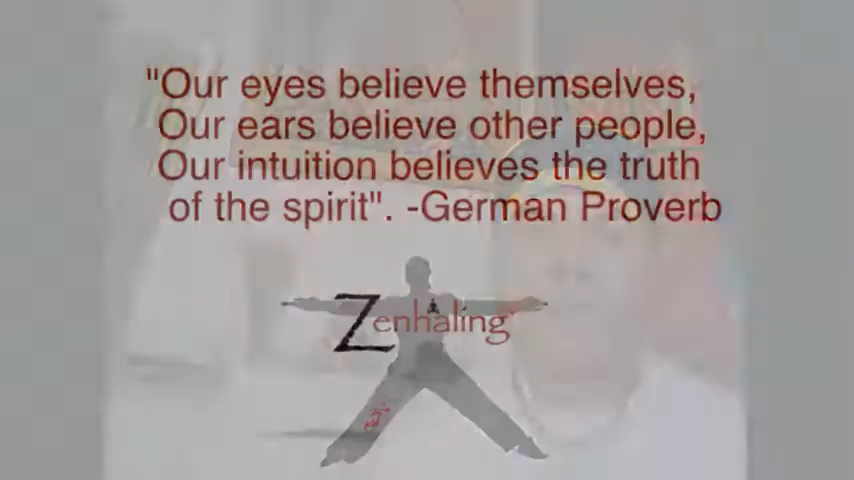 "Our eyes believe themselves,
Our ears believe other people,
Our intuition believes the truth
of the spirit". -German Proverb
Zenhaling